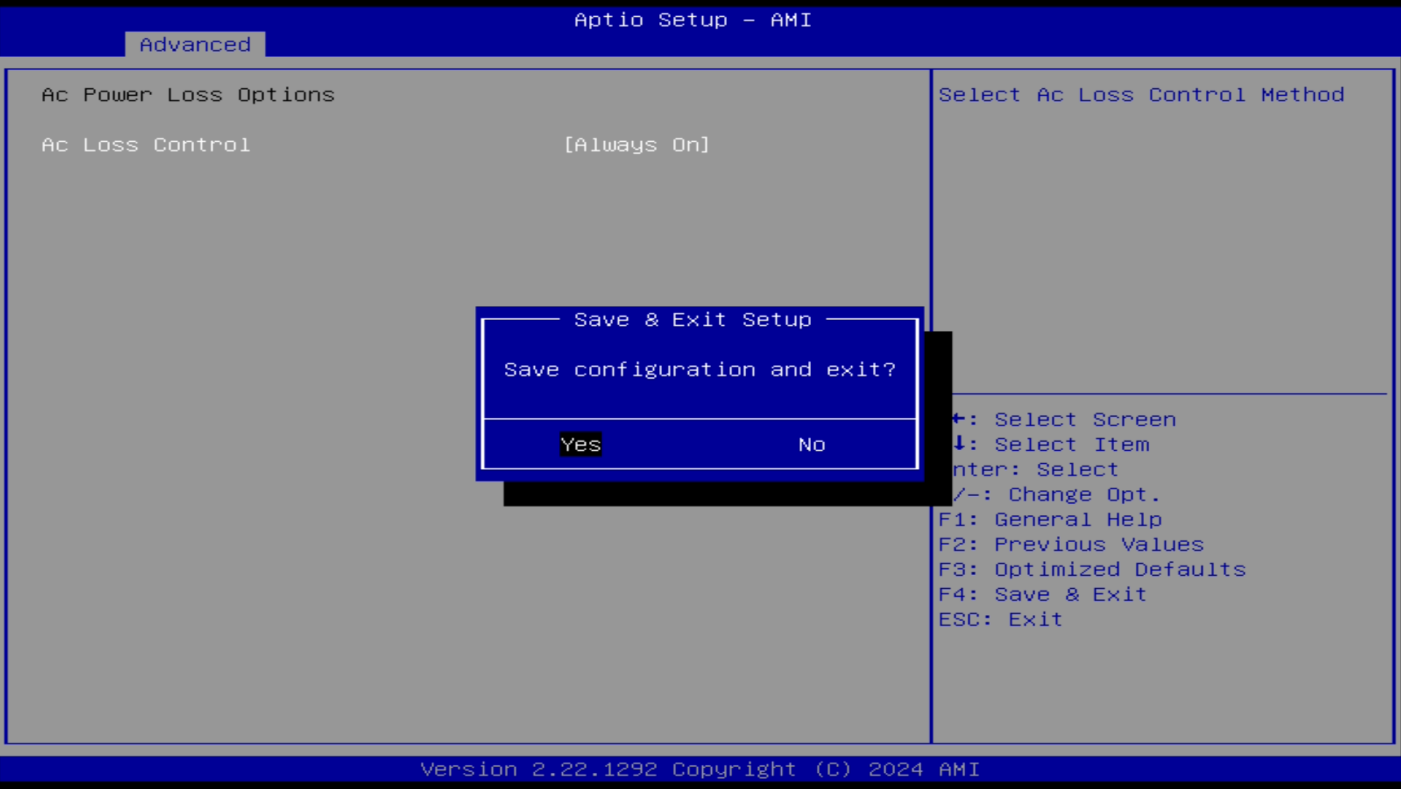 Aptio Setup – AMI
Advanced
Ac Power Loss Options
Ac Loss Control [Always On]
Select Ac Loss Control Method
Save & Exit Setup
Save configuration and exit?
Yes No
←: Select Screen
↓: Select Item
nter: Select
/-: Change Opt.
F1: General Help
F2: Previous Values
F3: Optimized Defaults
F4: Save & Exit
ESC: Exit
Version 2.22.1292 Copyright (C) 2024 AMI